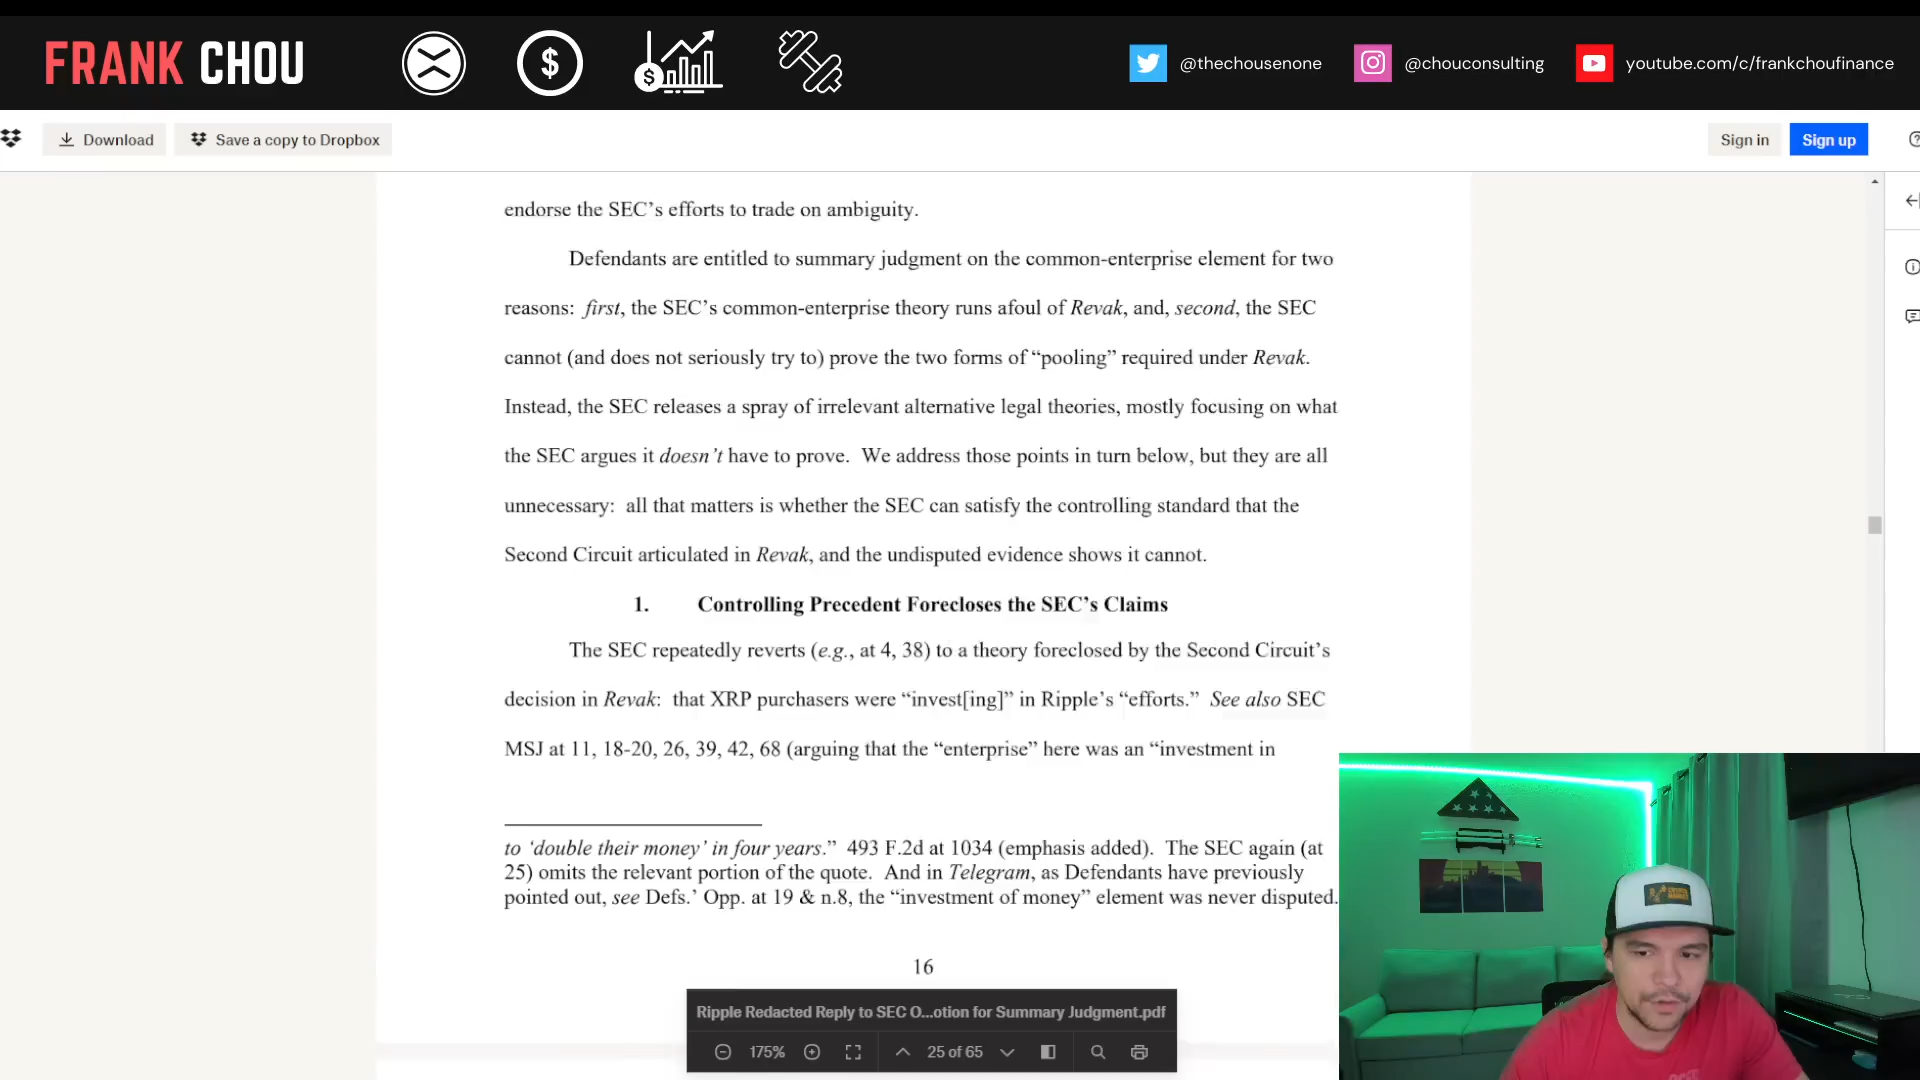 FRANK CHOU
@thechousenone
@chouconsulting
youtube.com/c/frankchoufinance
Download
Save a copy to Dropbox
Sign in
Sign up
endorse the SEC’s efforts to trade on ambiguity.
Defendants are entitled to summary judgment on the common-enterprise element for two
reasons: first, the SEC’s common-enterprise theory runs afoul of Revak, and, second, the SEC
cannot (and does not seriously try to) prove the two forms of “pooling” required under Revak.
Instead, the SEC releases a spray of irrelevant alternative legal theories, mostly focusing on what
the SEC argues it doesn’t have to prove. We address those points in turn below, but they are all
unnecessary: all that matters is whether the SEC can satisfy the controlling standard that the
Second Circuit articulated in Revak, and the undisputed evidence shows it cannot.
1. Controlling Precedent Forecloses the SEC’s Claims
The SEC repeatedly reverts (e.g., at 4, 38) to a theory foreclosed by the Second Circuit’s
decision in Revak: that XRP purchasers were “invest[ing]” in Ripple’s “efforts.” See also SEC
MSJ at 11, 18-20, 26, 39, 42, 68 (arguing that the “enterprise” here was an “investment in
to ‘double their money’ in four years.” 493 F.2d at 1034 (emphasis added). The SEC again (at
25) omits the relevant portion of the quote. And in Telegram, as Defendants have previously
pointed out, see Defs.’ Opp. at 19 & n.8, the “investment of money” element was never disputed.
16
Ripple Redacted Reply to SEC O...otion for Summary Judgment.pdf
175%
25 of 65